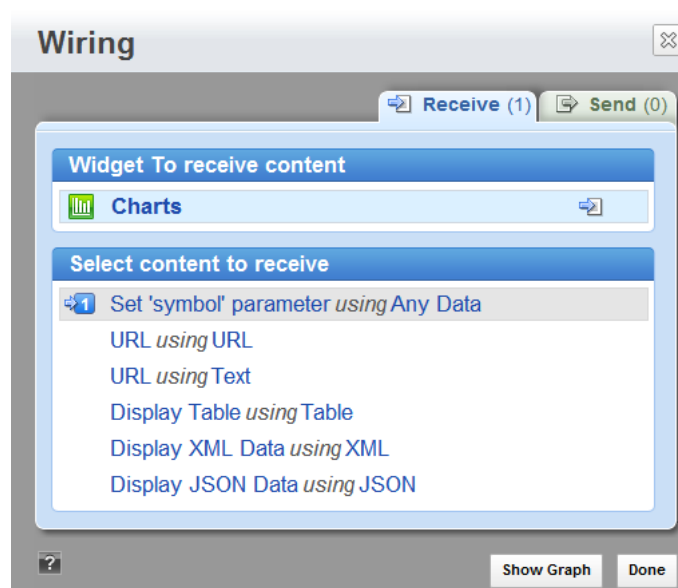 Wiring
Receive (1) Send (0)
Widget To receive content
Charts
Select content to receive
1 Set 'symbol' parameter using Any Data
URL using URL
URL using Text
Display Table using Table
Display XML Data using XML
Display JSON Data using JSON
? Show Graph Done